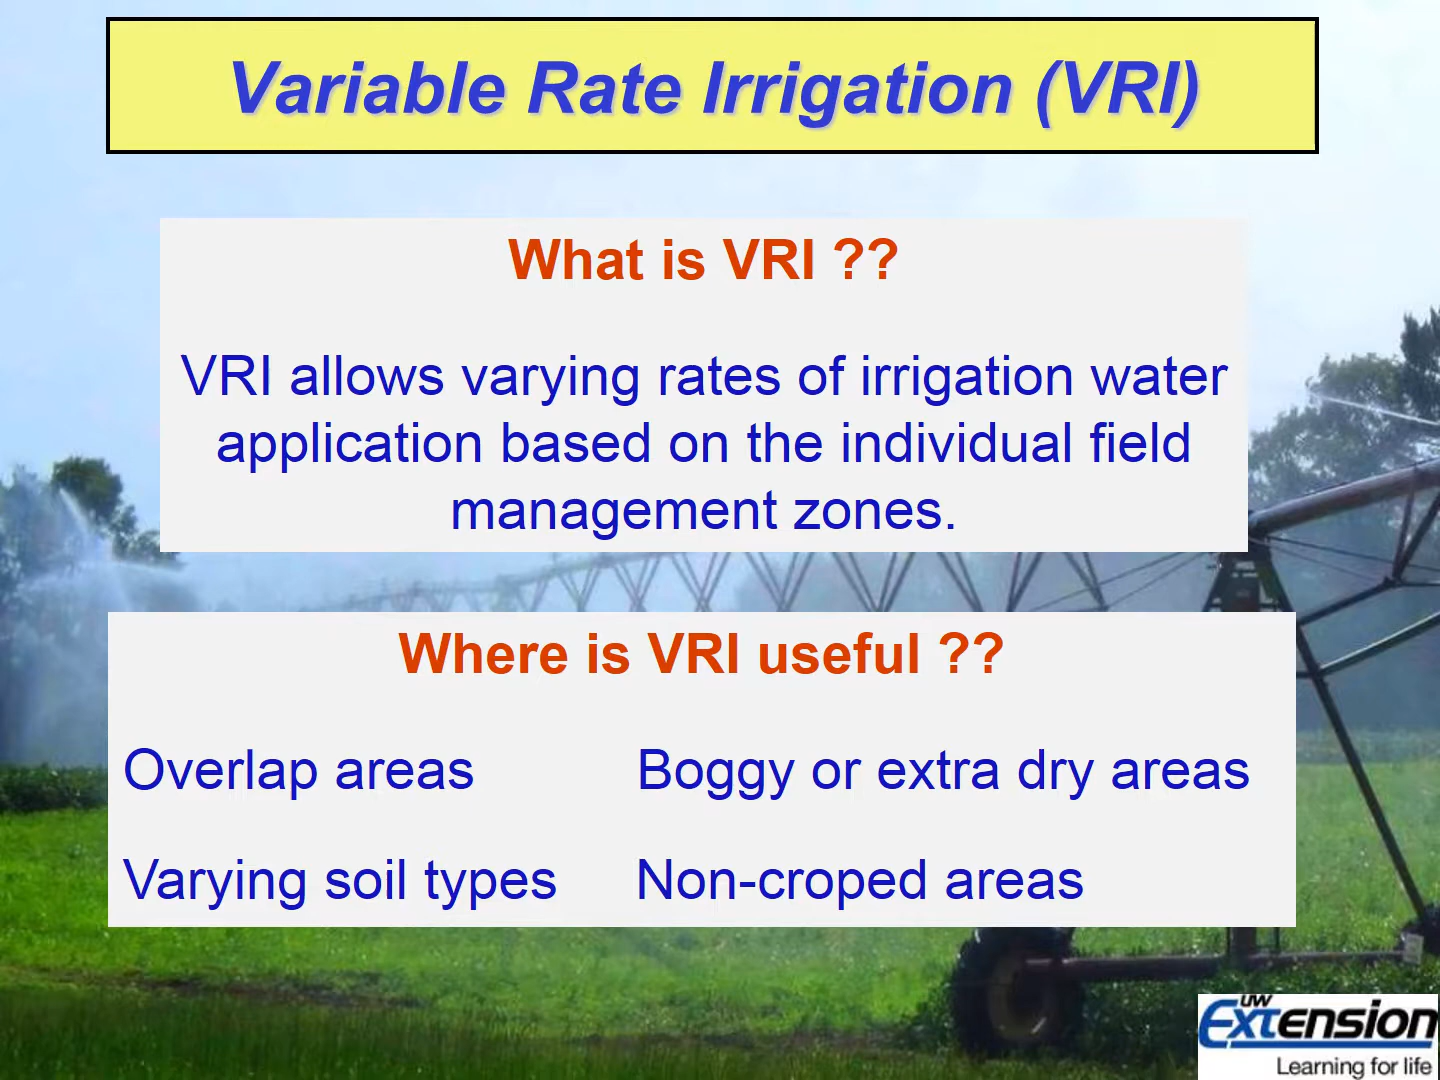 Variable Rate Irrigation (VRI)
What is VRI ??
VRI allows varying rates of irrigation water
application based on the individual field
management zones.
Where is VRI useful ??
Overlap areas Boggy or extra dry areas
Varying soil types Non-croped areas
UW
Extension
Learning for life